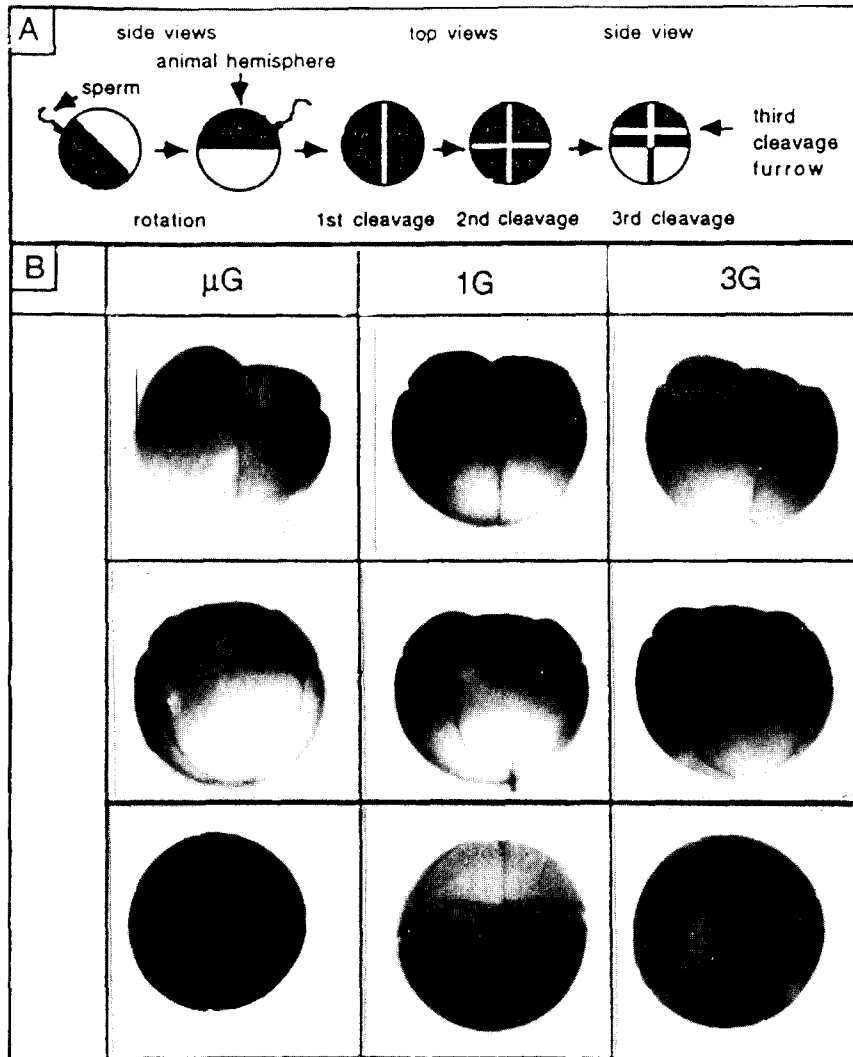 A
side views
top views
side view
animal hemisphere
sperm
third
cleavage
furrow
rotation
1st cleavage
2nd cleavage
3rd cleavage
B
μG
1G
3G